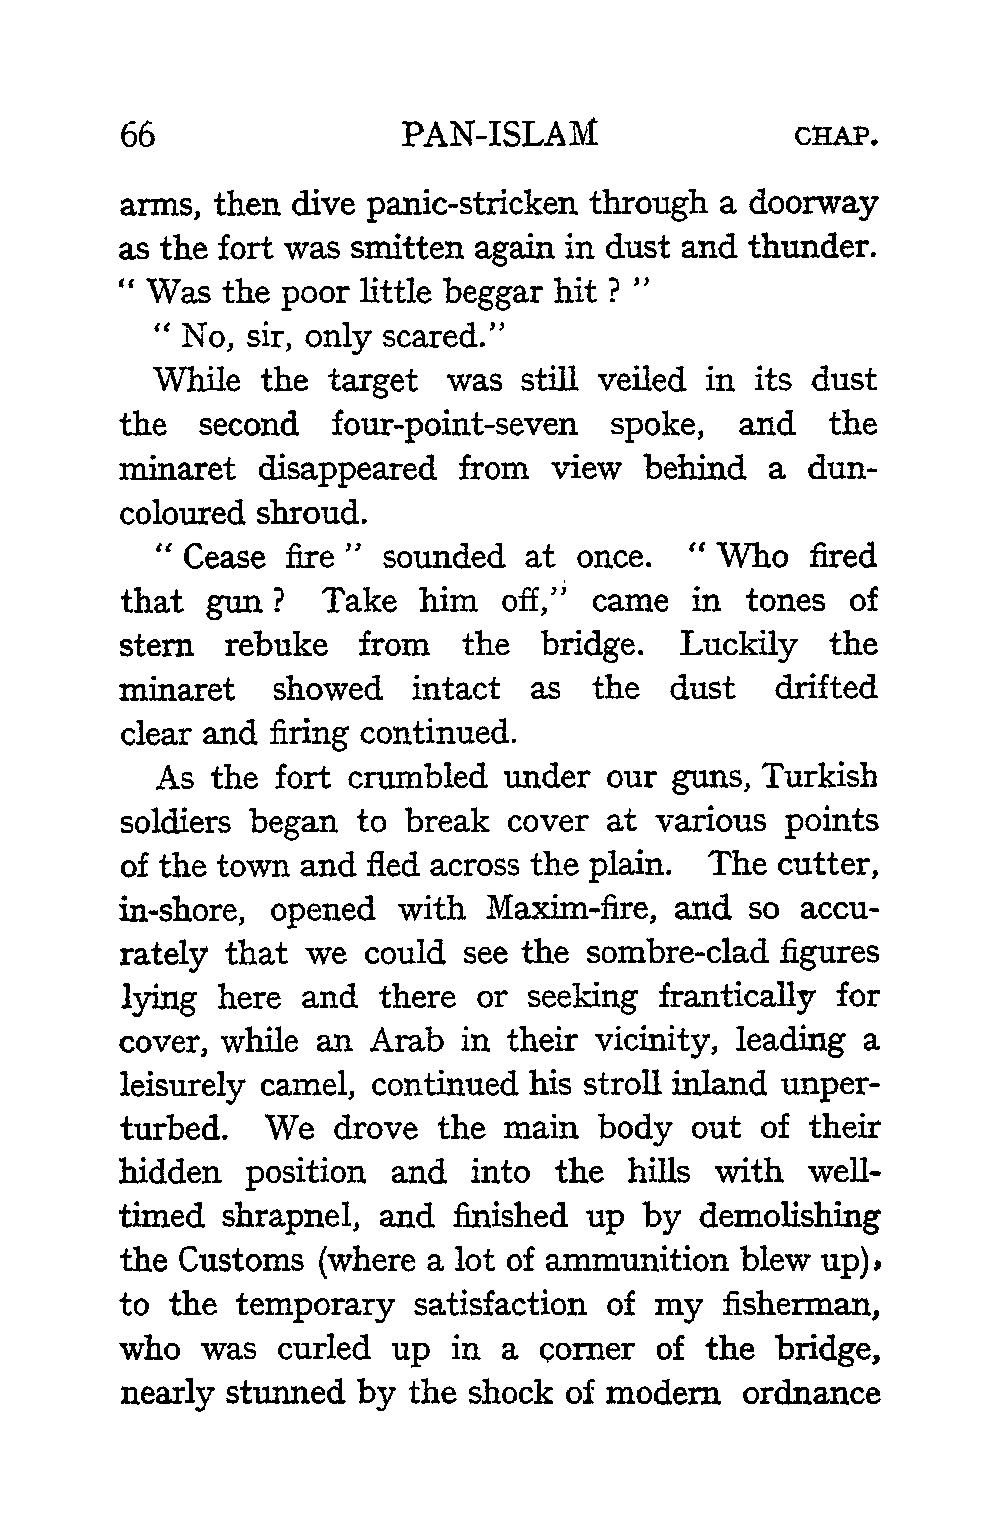 66 PAN-ISLAM CHAP.
arms, then dive panic-stricken through a doorway
as the fort was smitten again in dust and thunder.
“ Was the poor little beggar hit ? ”
“ No, sir, only scared.”
While the target was still veiled in its dust
the second four-point-seven spoke, and the
minaret disappeared from view behind a dun-
coloured shroud.
“ Cease fire ” sounded at once. “ Who fired
that gun ? Take him off,” came in tones of
stern rebuke from the bridge. Luckily the
minaret showed intact as the dust drifted
clear and firing continued.
As the fort crumbled under our guns, Turkish
soldiers began to break cover at various points
of the town and fled across the plain. The cutter,
in-shore, opened with Maxim-fire, and so accu-
rately that we could see the sombre-clad figures
lying here and there or seeking frantically for
cover, while an Arab in their vicinity, leading a
leisurely camel, continued his stroll inland unper-
turbed. We drove the main body out of their
hidden position and into the hills with well-
timed shrapnel, and finished up by demolishing
the Customs (where a lot of ammunition blew up),
to the temporary satisfaction of my fisherman,
who was curled up in a corner of the bridge,
nearly stunned by the shock of modern ordnance